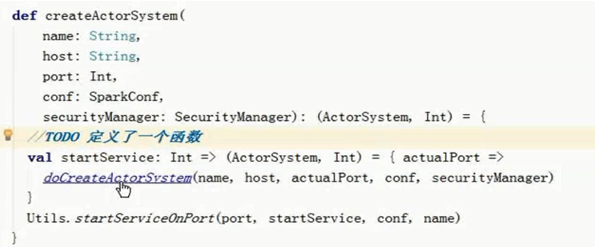 def createActorSystem(
name: String,
host: String,
port: Int,
conf: SparkConf,
securityManager: SecurityManager): (ActorSystem, Int) = {
//TODO 定义了一个函数
val startService: Int => (ActorSystem, Int) = { actualPort =>
doCreateActorSystem(name, host, actualPort, conf, securityManager)
}
Utils.startServiceOnPort(port, startService, conf, name)
}